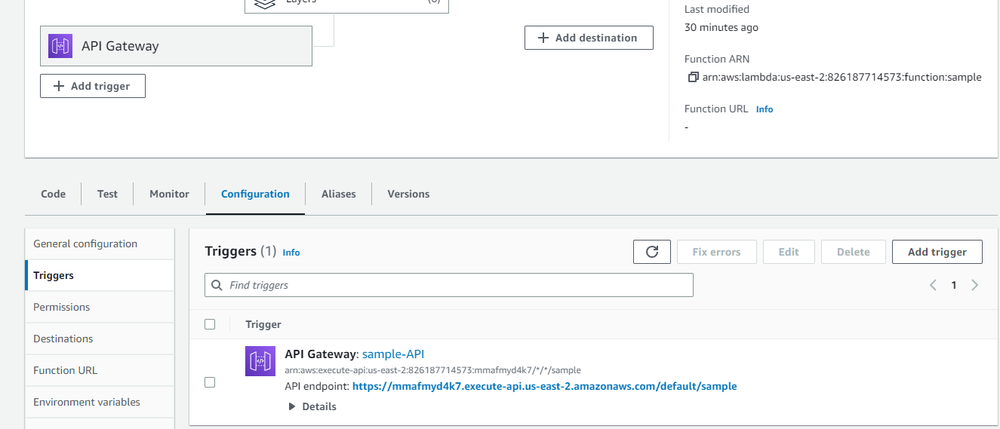 Layers (0)
API Gateway
Add destination
Add trigger
Last modified
30 minutes ago
Function ARN
arn:aws:lambda:us-east-2:826187714573:function:sample
Function URL Info
-
Code Test Monitor Configuration Aliases Versions
General configuration
Triggers
Permissions
Destinations
Function URL
Environment variables
Triggers (1) Info
Fix errors Edit Delete Add trigger
Find triggers
1
Trigger
API Gateway: sample-API
arn:aws:execute-api:us-east-2:826187714573:mmafmyd4k7/*/*/sample
API endpoint: https://mmafmyd4k7.execute-api.us-east-2.amazonaws.com/default/sample
Details